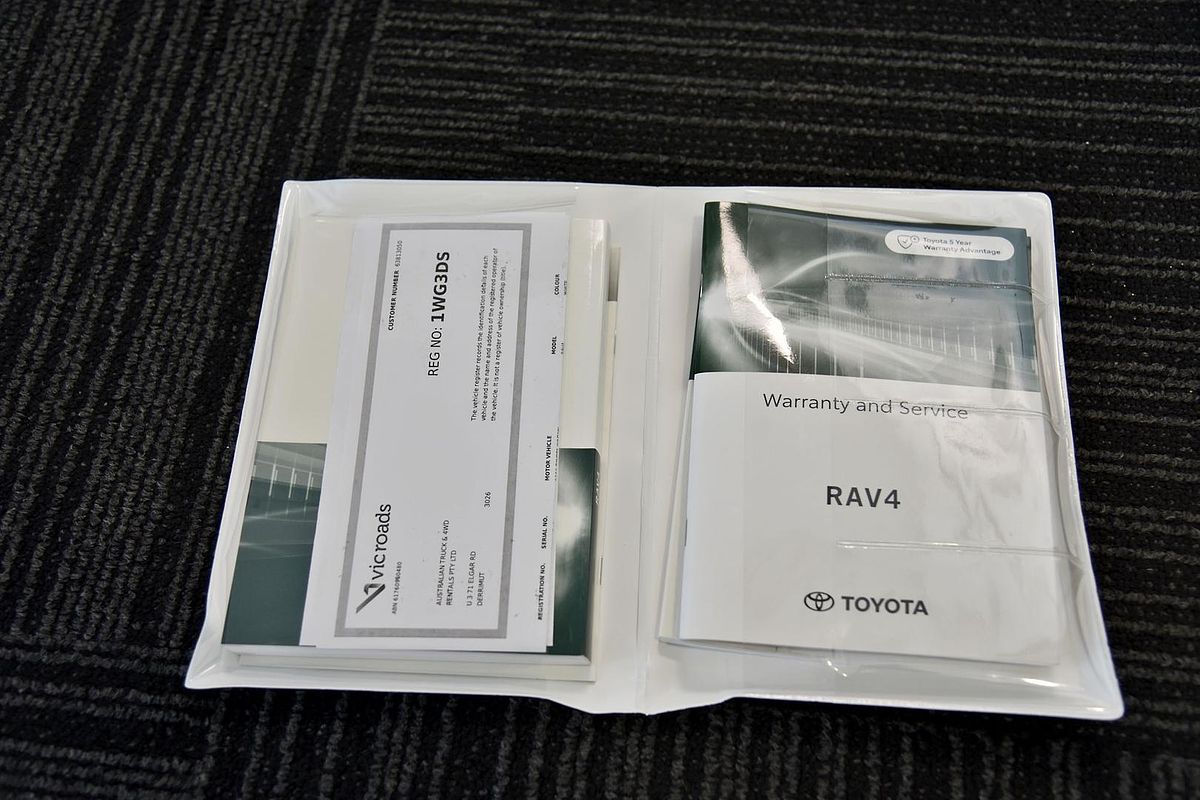 CUSTOMER NUMBER 63813050
REG NO: 1WG3DS
The vehicle register records the identification details of each
vehicle and the name and address of the registered operator of
the vehicle. It is not a register of vehicle ownership (title).
vicroads
AUSTRALIAN TRUCK & 4WD
RENTALS PTY LTD
U 3 71 ELGAR RD
DERRIMUT
3026
REGISTRATION NO. SERIAL NO. MOTOR VEHICLE MODEL COLOUR
Toyota 5 Year
Warranty Advantage
Warranty and Service
RAV4
TOYOTA